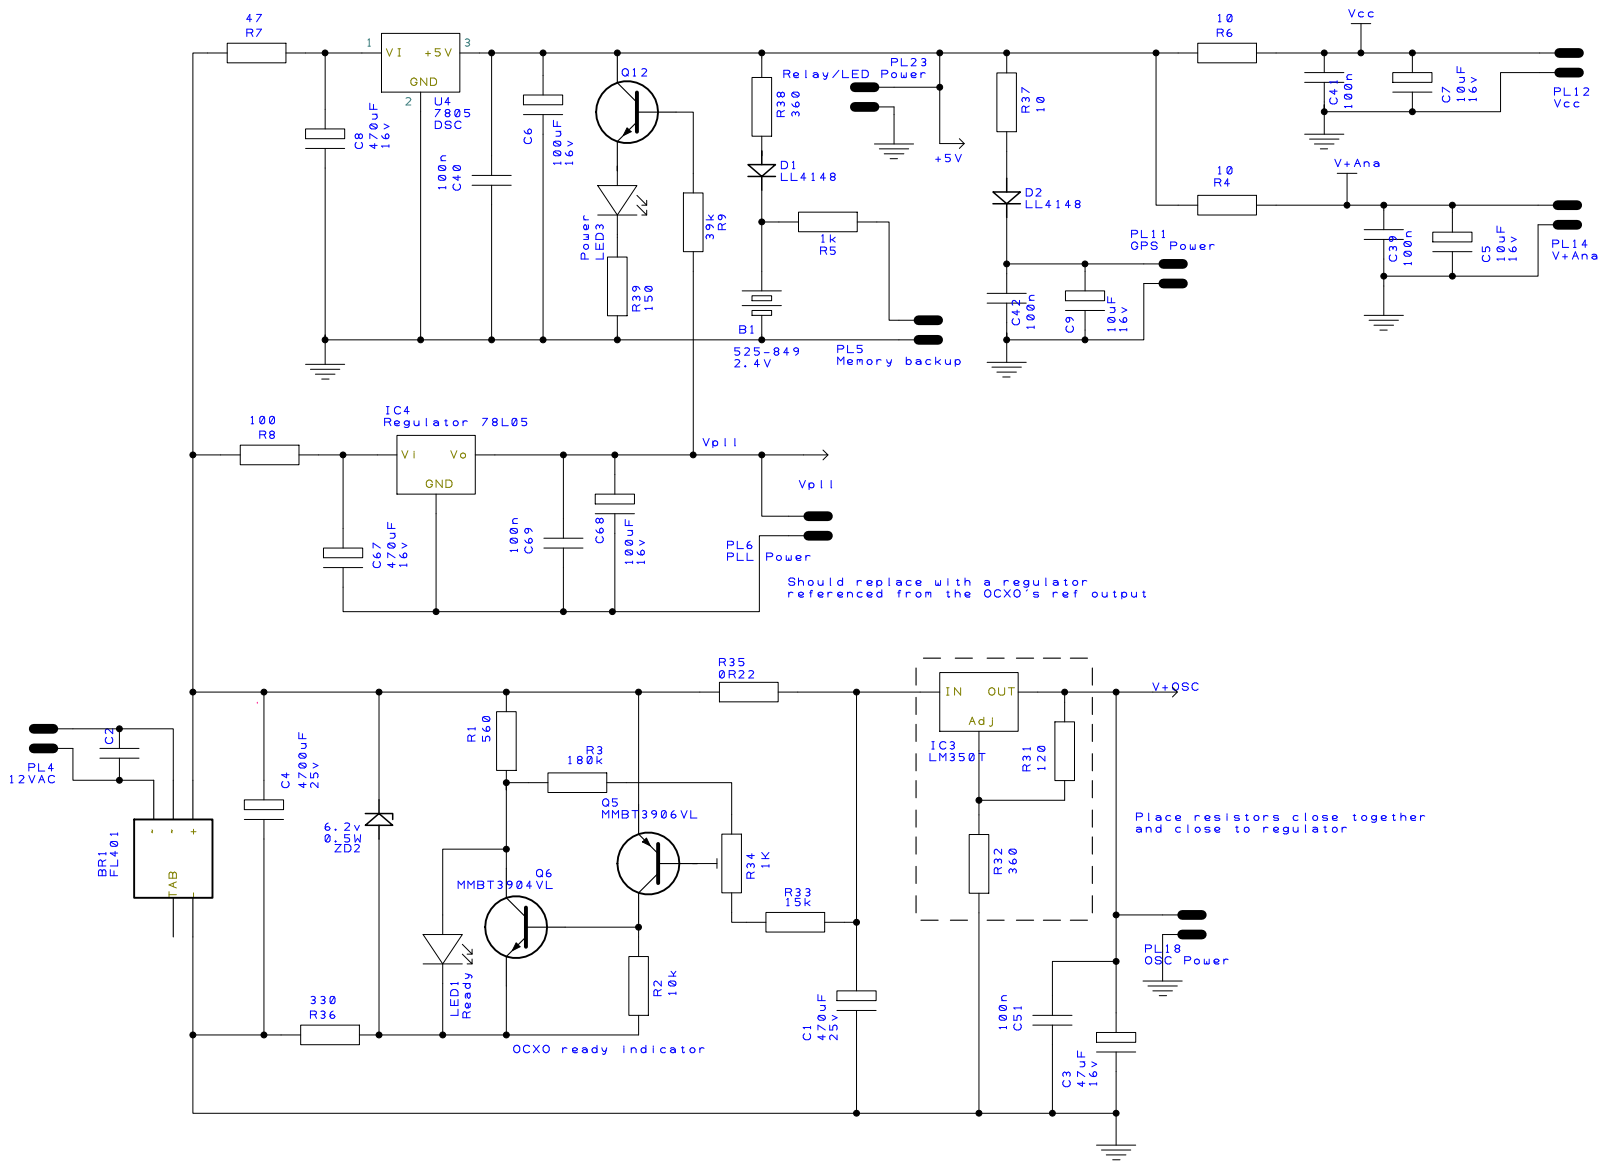 47
R7
1
VI
+5V
3
GND
2
U4
7805
DSC
C8
470uF
16v
100n
C40
C6
100uF
16v
Q12
Power
LED3
R39
150
39k
R9
R38
360
D1
LL4148
1k
R5
B1
525-849
2.4V
PL5
Memory backup
PL23
Relay/LED Power
+5V
R37
10
D2
LL4148
PL11
GPS Power
C42
100n
C9
10uF
16v
10
R6
Vcc
C41
100n
C7
10uF
16v
PL12
Vcc
10
R4
V+Ana
C39
100n
C5
10uF
16v
PL14
V+Ana
100
R8
IC4
Regulator 78L05
VI
Vo
GND
C67
470uF
16v
100n
C69
C68
100uF
16v
Vpll
Vpll
PL6
PLL Power
Should replace with a regulator
referenced from the OCXO's ref output
R35
0R22
IN
OUT
Adj
IC3
LM350T
R31
120
R32
360
V+OSC
Place resistors close together
and close to regulator
PL18
OSC Power
100n
C51
C3
47uF
16v
C1
470uF
25v
PL4
12VAC
C2
BR1
FL401
-
-
+
TAB
-
C4
4700uF
25v
6.2v
0.5W
ZD2
330
R36
R1
560
R3
180k
Q5
MMBT3906VL
Q6
MMBT3904VL
LED1
Ready
R2
10k
R34
1K
R33
15k
OCXO ready indicator